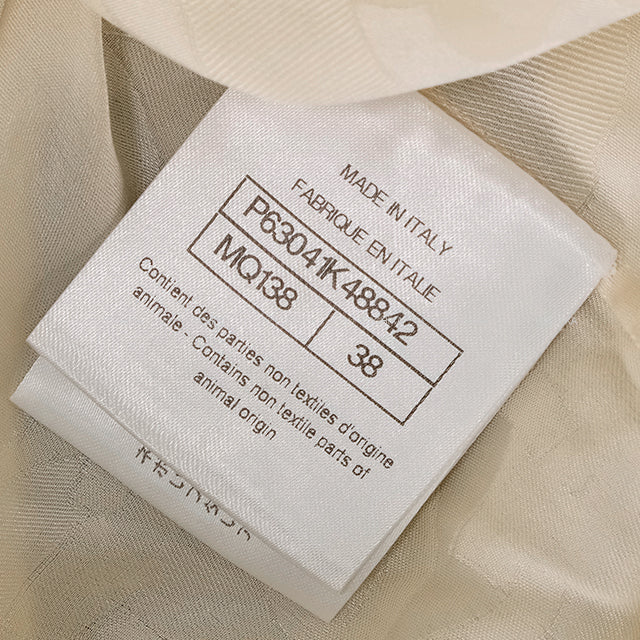 MADE IN ITALY
FABRIQUE EN ITALIE
P63041K48842
MQ138 38
Contient des parties non textiles d'origine
animale - Contains non textile parts of
animal origin